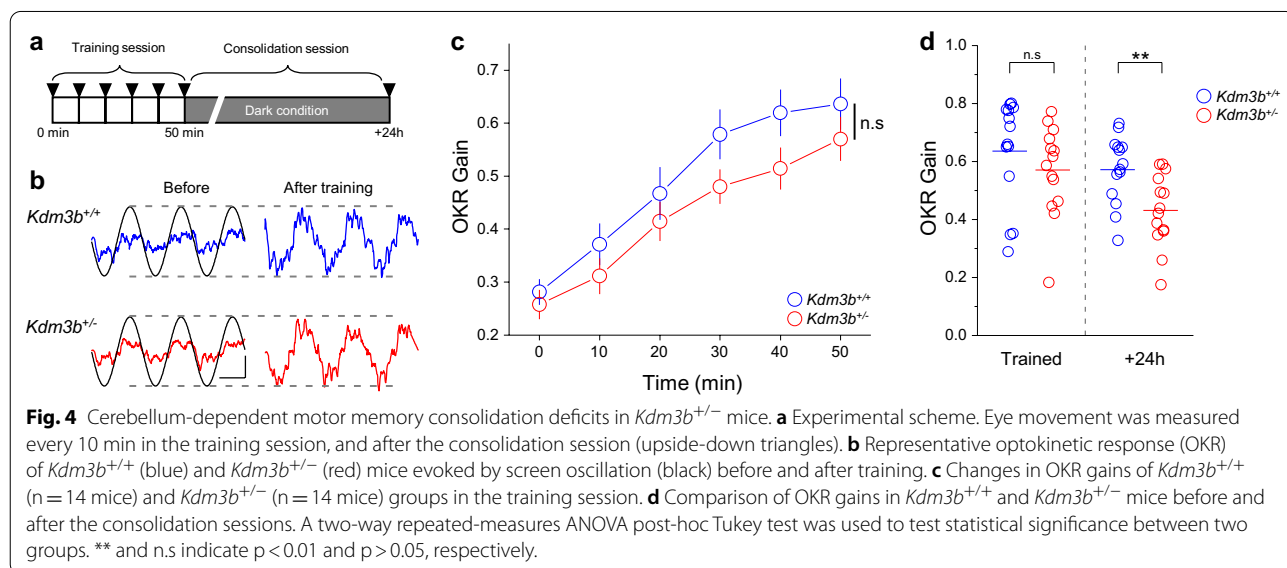 a
Training session Consolidation session
Dark condition
0 min 50 min +24h
b
Before After training
Kdm3b+/+
Kdm3b+/-
c
OKR Gain
0.7
0.6
0.5
0.4
0.3
0.2
n.s
Kdm3b+/+
Kdm3b+/-
0 10 20 30 40 50
Time (min)
d
OKR Gain
1.0
0.8
0.6
0.4
0.2
0.0
n.s **
Kdm3b+/+
Kdm3b+/-
Trained +24h
Fig. 4 Cerebellum-dependent motor memory consolidation deficits in Kdm3b+/− mice. a Experimental scheme. Eye movement was measured
every 10 min in the training session, and after the consolidation session (upside-down triangles). b Representative optokinetic response (OKR)
of Kdm3b+/+ (blue) and Kdm3b+/− (red) mice evoked by screen oscillation (black) before and after training. c Changes in OKR gains of Kdm3b+/+
(n = 14 mice) and Kdm3b+/− (n = 14 mice) groups in the training session. d Comparison of OKR gains in Kdm3b+/+ and Kdm3b+/− mice before and
after the consolidation sessions. A two-way repeated-measures ANOVA post-hoc Tukey test was used to test statistical significance between two
groups. ** and n.s indicate p < 0.01 and p > 0.05, respectively.